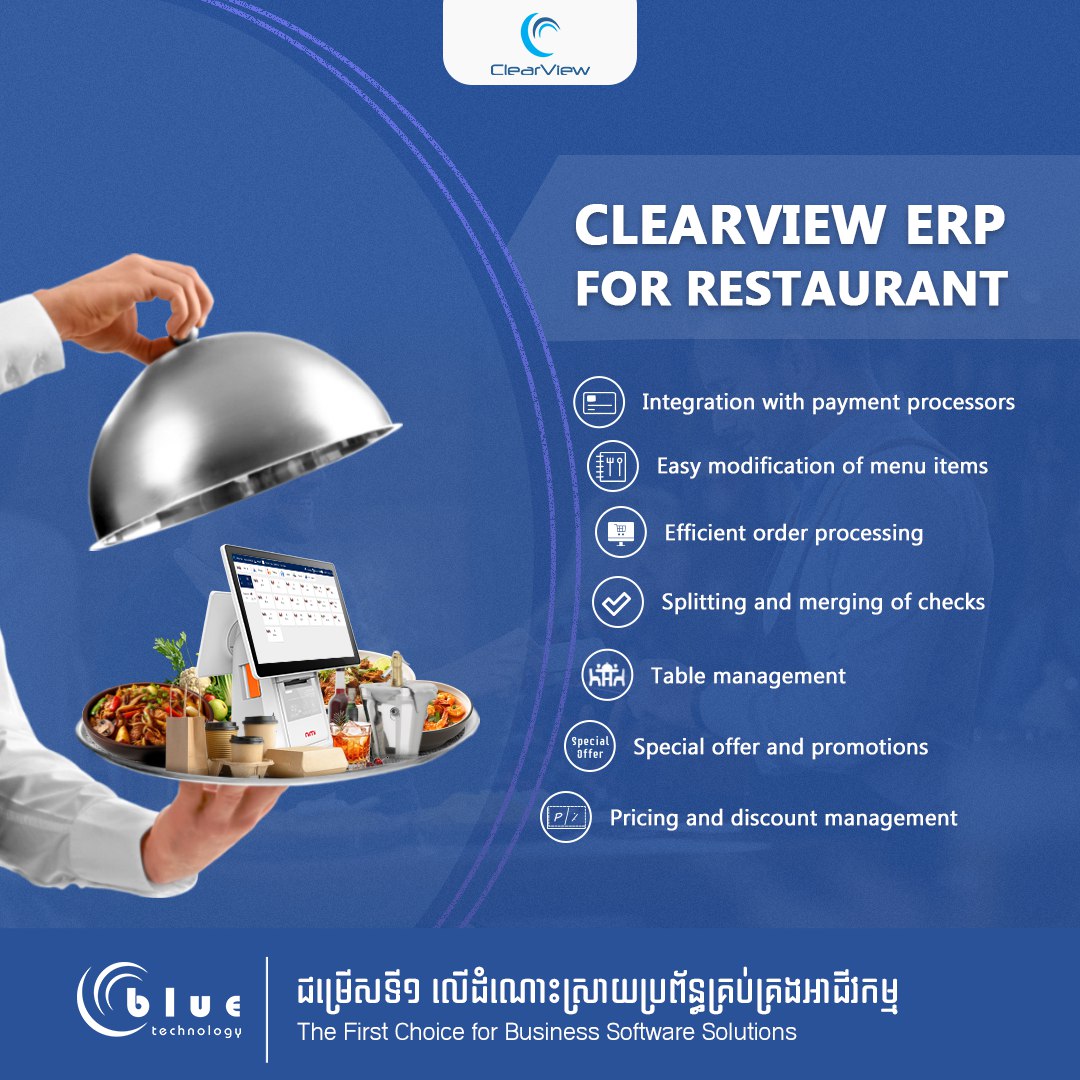 ClearView
CLEARVIEW ERP
FOR RESTAURANT
Integration with payment processors
Easy modification of menu items
Efficient order processing
Splitting and merging of checks
Table management
Special
Offer
Special offer and promotions
P
Pricing and discount management
blue
technology
ជម្រើសទី១ លើដំណោះស្រាយប្រព័ន្ធគ្រប់គ្រងអាជីវកម្ម
The First Choice for Business Software Solutions